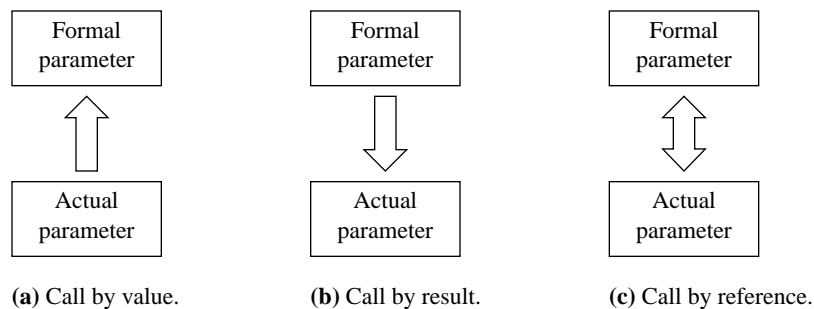 Formal
parameter
Formal
parameter
Formal
parameter
Actual
parameter
Actual
parameter
Actual
parameter
(a) Call by value.
(b) Call by result.
(c) Call by reference.